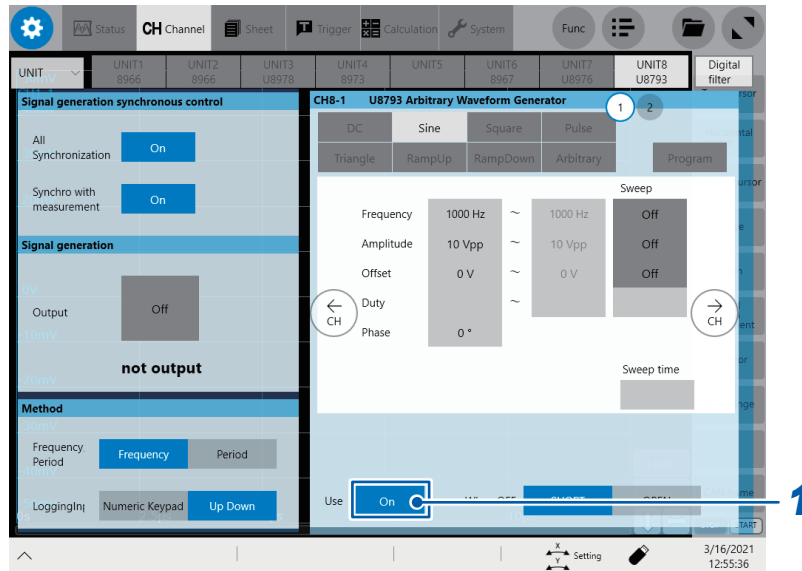 Status CH Channel Sheet Trigger Calculation System Func
UNIT UNIT1 UNIT2 UNIT3 UNIT4 UNIT5 UNIT6 UNIT7 UNIT8 Digital
8966 8966 U8978 8973 8967 U8976 U8793 filter
Signal generation synchronous control
All
Synchronization On
Synchro with
measurement On
Signal generation
Output Off
not output
Method
Frequency
Period Frequency Period
LoggingIn Numeric Keypad Up Down
CH8-1 U8793 Arbitrary Waveform Generator 1 2
DC Sine Square Pulse
Triangle RampUp RampDown Arbitrary Program
Sweep
Frequency 1000 Hz ~ 1000 Hz Off
Amplitude 10 Vpp ~ 10 Vpp Off
Offset 0 V ~ 0 V Off
Duty ~
Phase 0 °
← CH
→ CH
Sweep time
Use On SHORT OPEN
1
X
Y Setting
3/16/2021
12:55:36